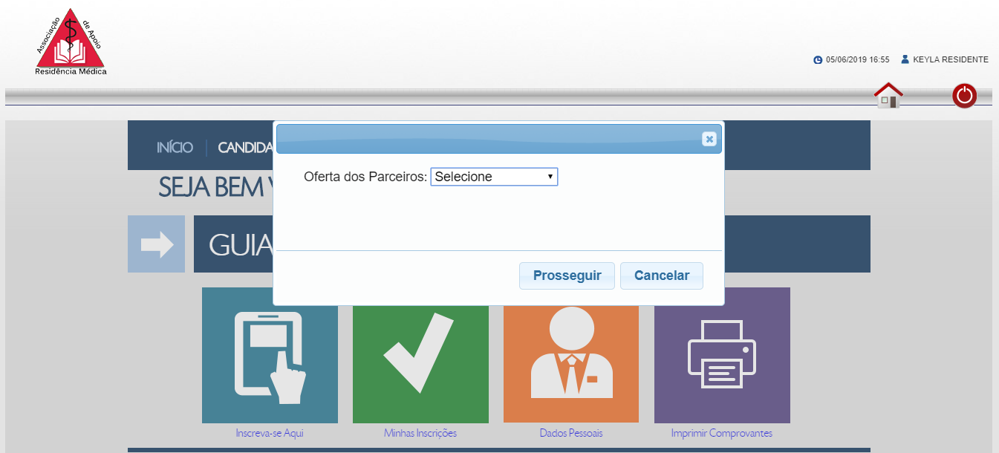 Associação de Apoio
Residência Médica
05/06/2019 16:55 KEYLA RESIDENTE
INÍCIO CANDIDA
SEJA BEM V
Oferta dos Parceiros: Selecione
GUIA
Prosseguir Cancelar
Inscreva-se Aqui Minhas Inscrições Dados Pessoais Imprimir Comprovantes